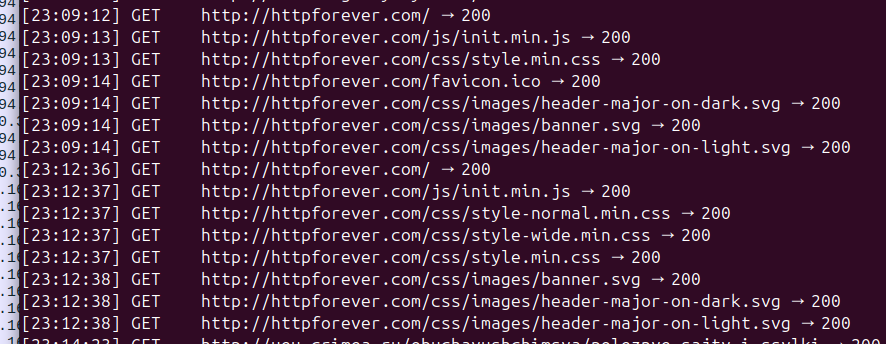 [23:09:12] GET http://httpforever.com/ → 200
[23:09:13] GET http://httpforever.com/js/init.min.js → 200
[23:09:13] GET http://httpforever.com/css/style.min.css → 200
[23:09:14] GET http://httpforever.com/favicon.ico → 200
[23:09:14] GET http://httpforever.com/css/images/header-major-on-dark.svg → 200
[23:09:14] GET http://httpforever.com/css/images/banner.svg → 200
[23:09:14] GET http://httpforever.com/css/images/header-major-on-light.svg → 200
[23:12:36] GET http://httpforever.com/ → 200
[23:12:37] GET http://httpforever.com/js/init.min.js → 200
[23:12:37] GET http://httpforever.com/css/style-normal.min.css → 200
[23:12:37] GET http://httpforever.com/css/style-wide.min.css → 200
[23:12:37] GET http://httpforever.com/css/style.min.css → 200
[23:12:38] GET http://httpforever.com/css/images/banner.svg → 200
[23:12:38] GET http://httpforever.com/css/images/header-major-on-dark.svg → 200
[23:12:38] GET http://httpforever.com/css/images/header-major-on-light.svg → 200